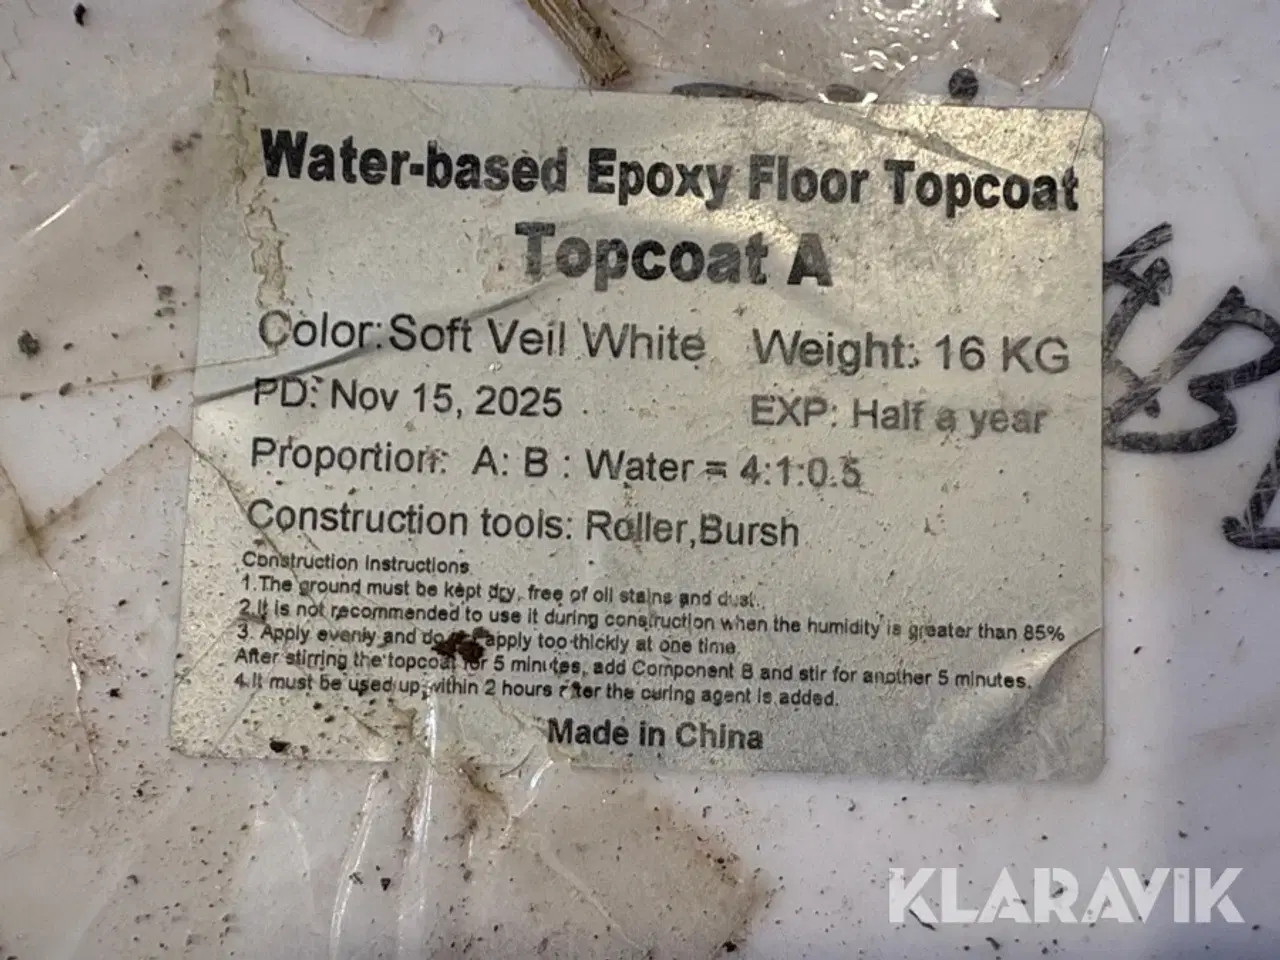 Water-based Epoxy Floor Topcoat
Topcoat A
Color: Soft Veil White Weight: 16 KG
PD: Nov 15, 2025 EXP: Half a year
Proportion: A: B : Water = 4:1:0.5
Construction tools: Roller,Bursh
Construction Instructions
1.The ground must be kept dry, free of oil stains and dust.
2.It is not recommended to use it during construction when the humidity is greater than 85%
3. Apply evenly and do apply too thickly at one time.
After stirring the topcoat for 5 minutes, add Component B and stir for another 5 minutes.
4.It must be used up within 2 hours after the curing agent is added.
Made in China
KLARAVIK